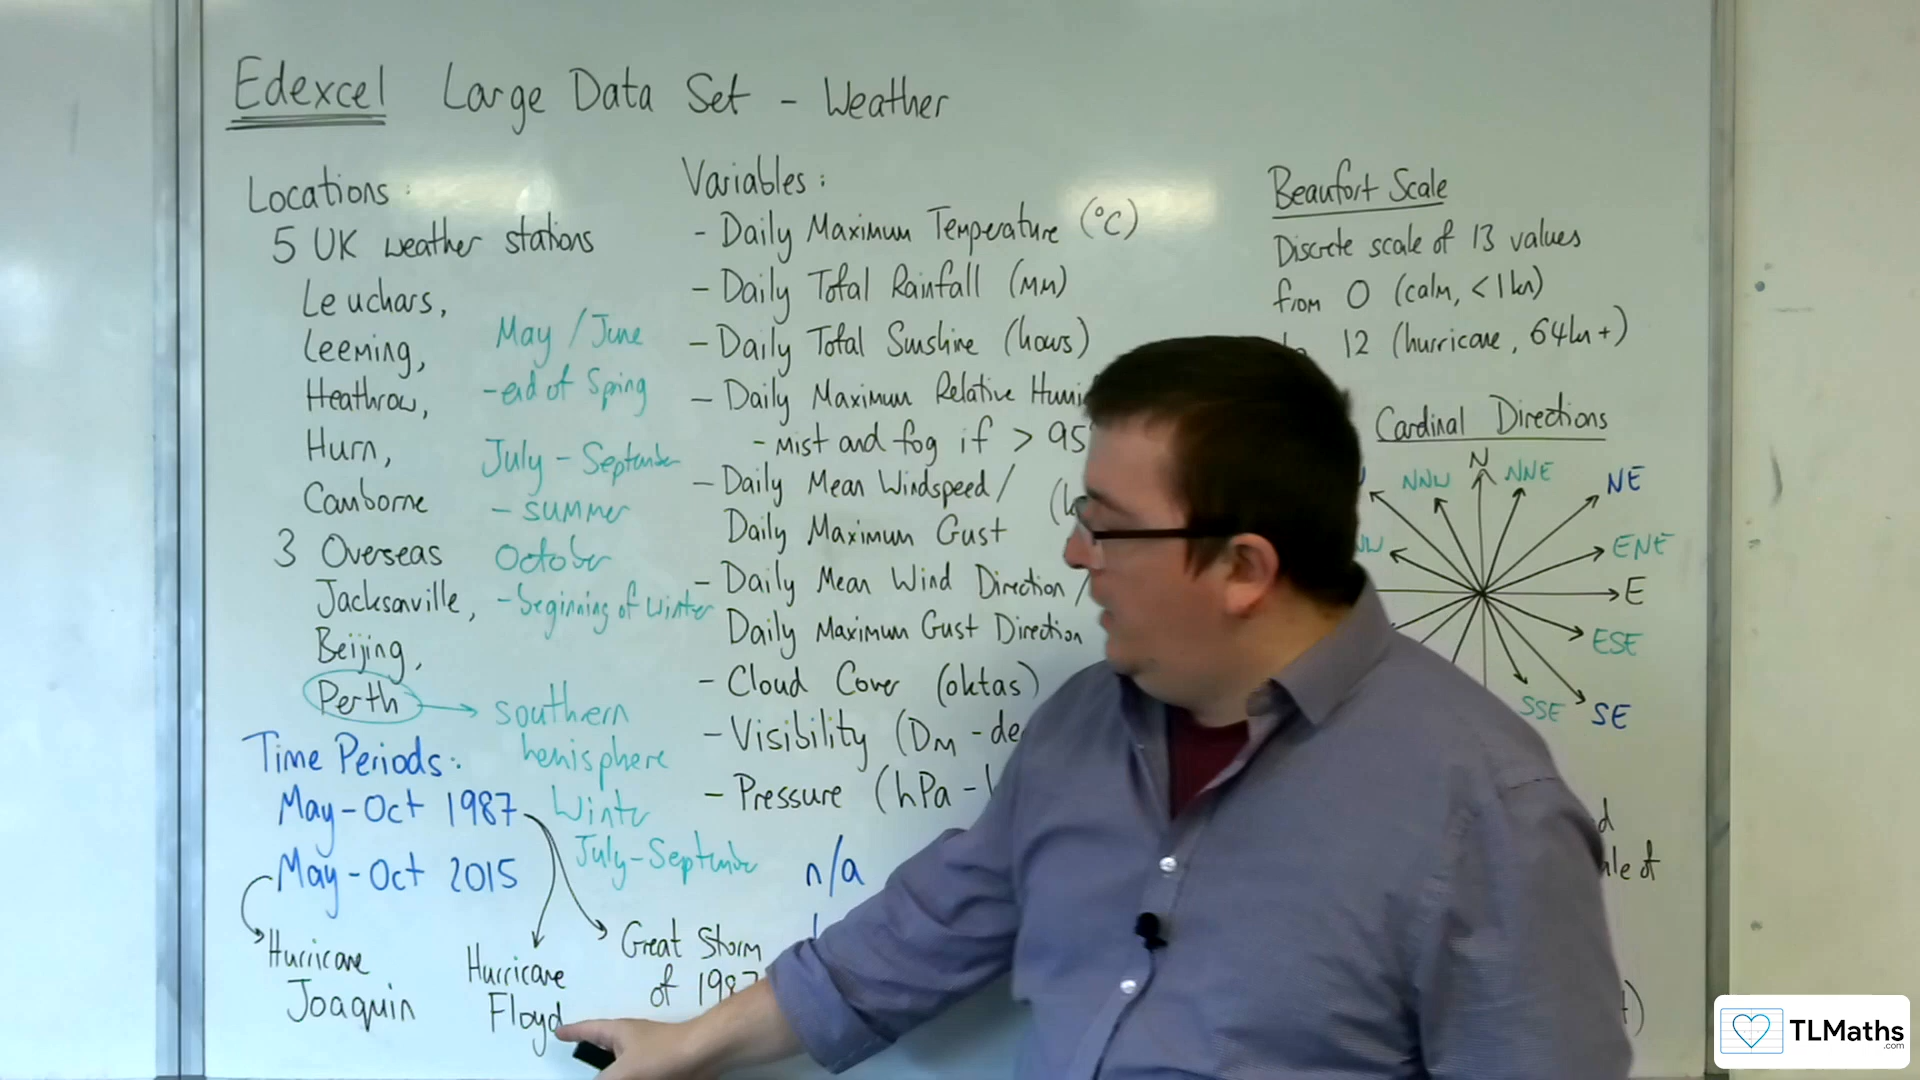 Edexcel Large Data Set - Weather
Locations:
5 UK weather stations
Leuchars,
Leeming,
Heathrow,
Hurn,
Camborne
3 Overseas
Jacksonville,
Beijing,
Perth
May / June
- end of Spring
July - September
- summer
October
- beginning of winter
southern
hemisphere
Winter
July - September
Time Periods:
May - Oct 1987
May - Oct 2015
Hurricane
Joaquin
Hurricane
Floyd
Great Storm
of 1987
Variables:
- Daily Maximum Temperature (°C)
- Daily Total Rainfall (mm)
- Daily Total Sunshine (hours)
- Daily Maximum Relative
- mist and fog if > 95
- Daily Mean Windspeed /
Daily Maximum Gust
- Daily Mean Wind Direction /
Daily Maximum Gust Direction
- Cloud Cover (oktas)
- Visibility (Dm -
- Pressure (hPa -
n/a
Beaufort Scale
Discrete scale of 13 values
from 0 (calm, <1kn)
12 (hurricane, 64kn+)
Cardinal Directions
N
NNW
NNE
NE
ENE
E
ESE
SE
SSE
of
TLMaths
.com